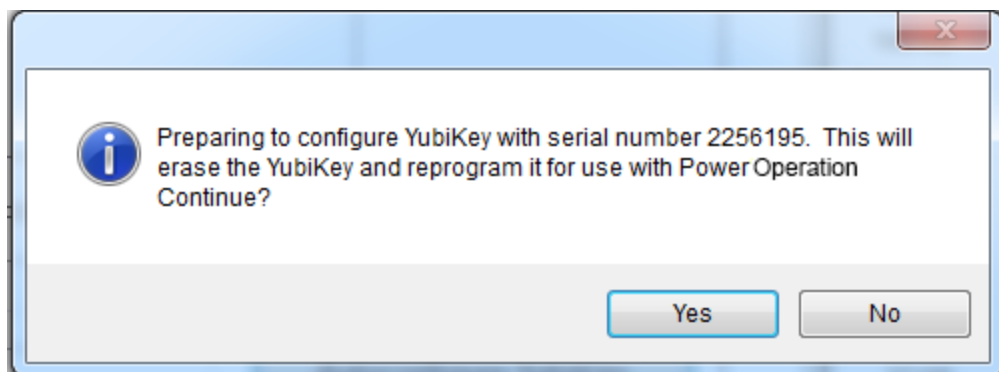 Preparing to configure YubiKey with serial number 2256195.  This will
erase the YubiKey and reprogram it for use with Power Operation
Continue?
Yes
No